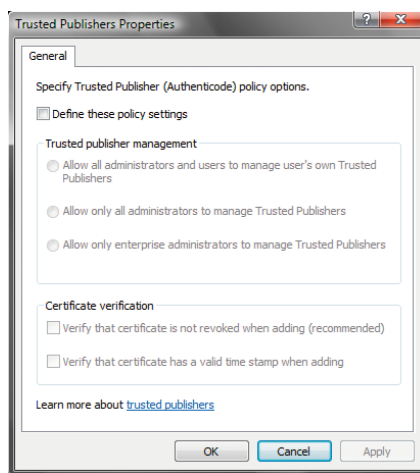 Trusted Publishers Properties
General
Specify Trusted Publisher (Authenticode) policy options.
Define these policy settings
Trusted publisher management
Allow all administrators and users to manage user's own Trusted
Publishers
Allow only all administrators to manage Trusted Publishers
Allow only enterprise administrators to manage Trusted Publishers
Certificate verification
Verify that certificate is not revoked when adding (recommended)
Verify that certificate has a valid time stamp when adding
Learn more about trusted publishers
OK Cancel Apply